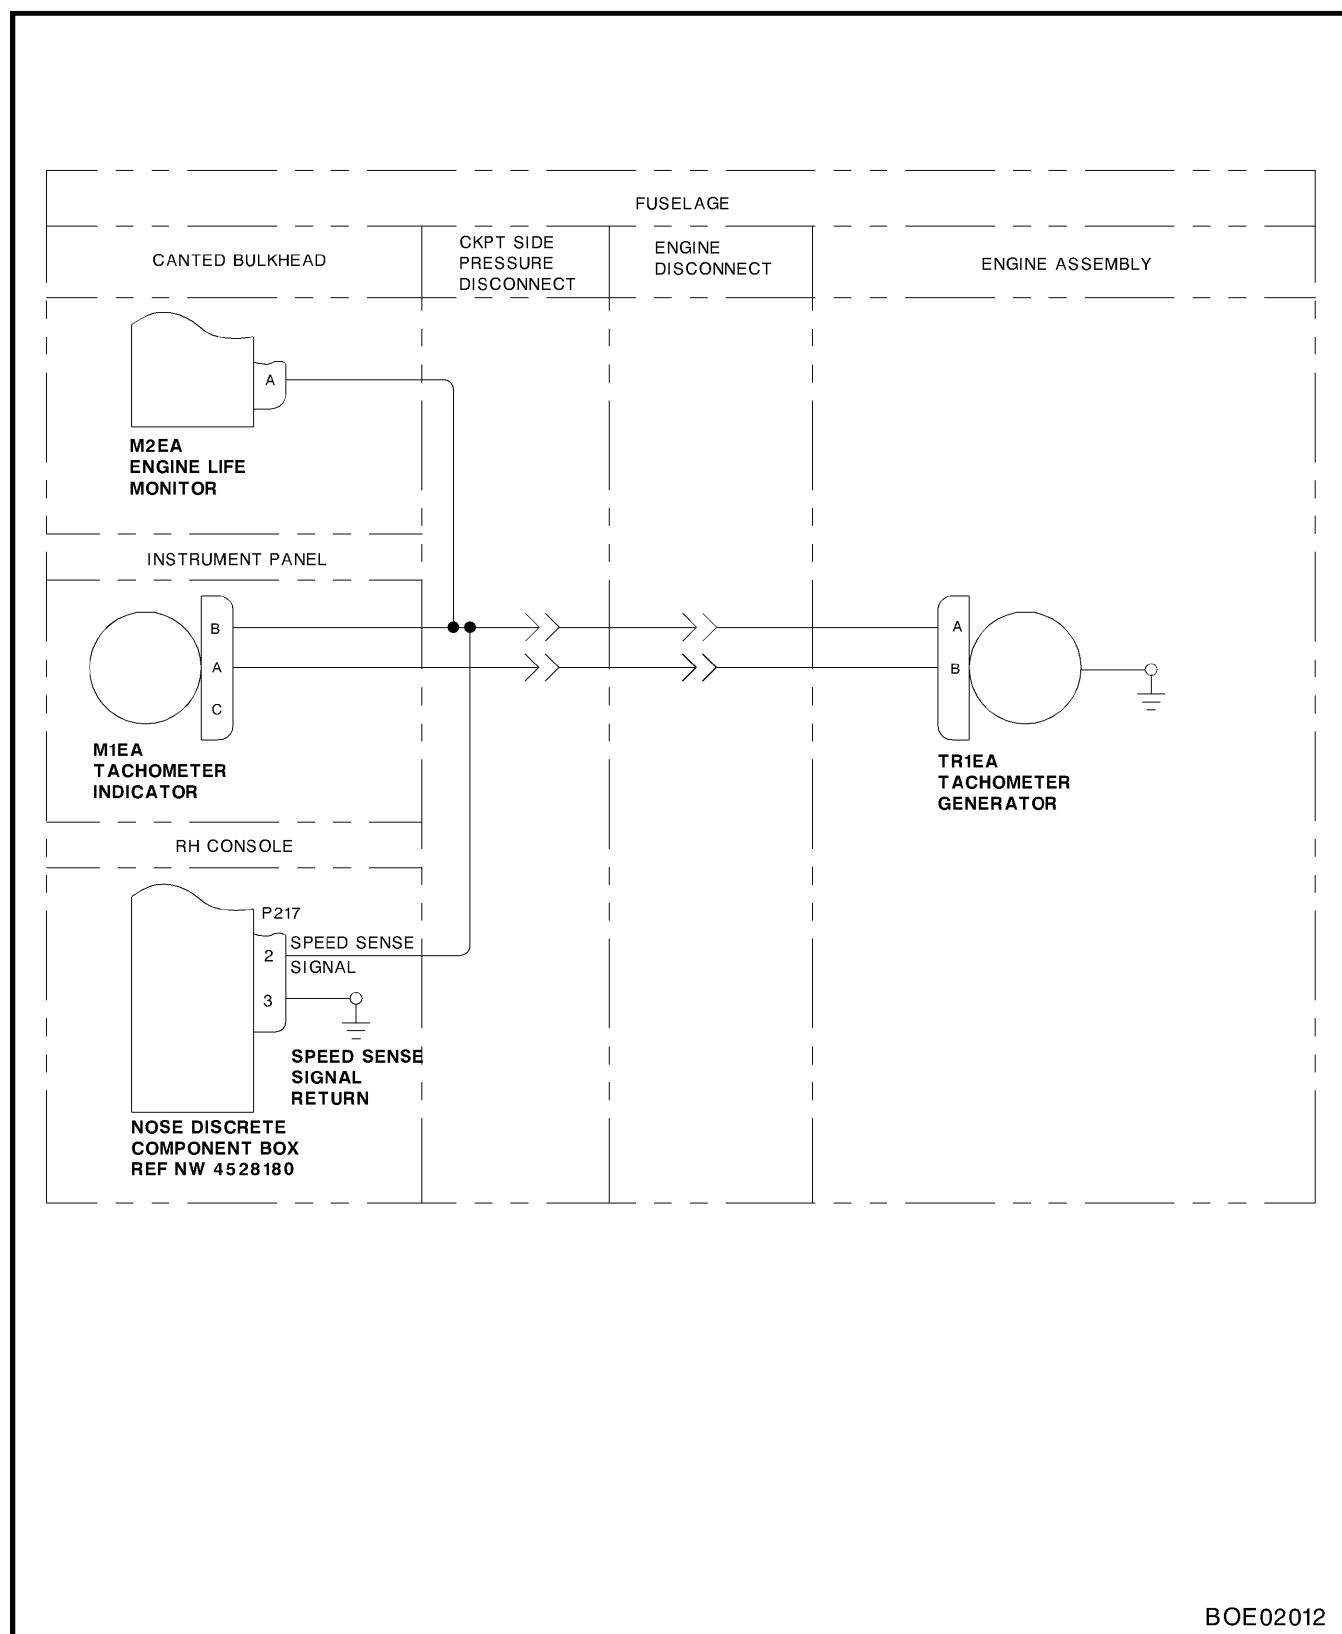 FUSELAGE
CANTED BULKHEAD
CKPT SIDE
PRESSURE
DISCONNECT
ENGINE
DISCONNECT
ENGINE ASSEMBLY
A
M2EA
ENGINE LIFE
MONITOR
INSTRUMENT PANEL
B
A
C
M1EA
TACHOMETER
INDICATOR
A
B
TR1EA
TACHOMETER
GENERATOR
RH CONSOLE
P217
2
SPEED SENSE
SIGNAL
3
SPEED SENSE
SIGNAL
RETURN
NOSE DISCRETE
COMPONENT BOX
REF NW 4528180
BOE02012